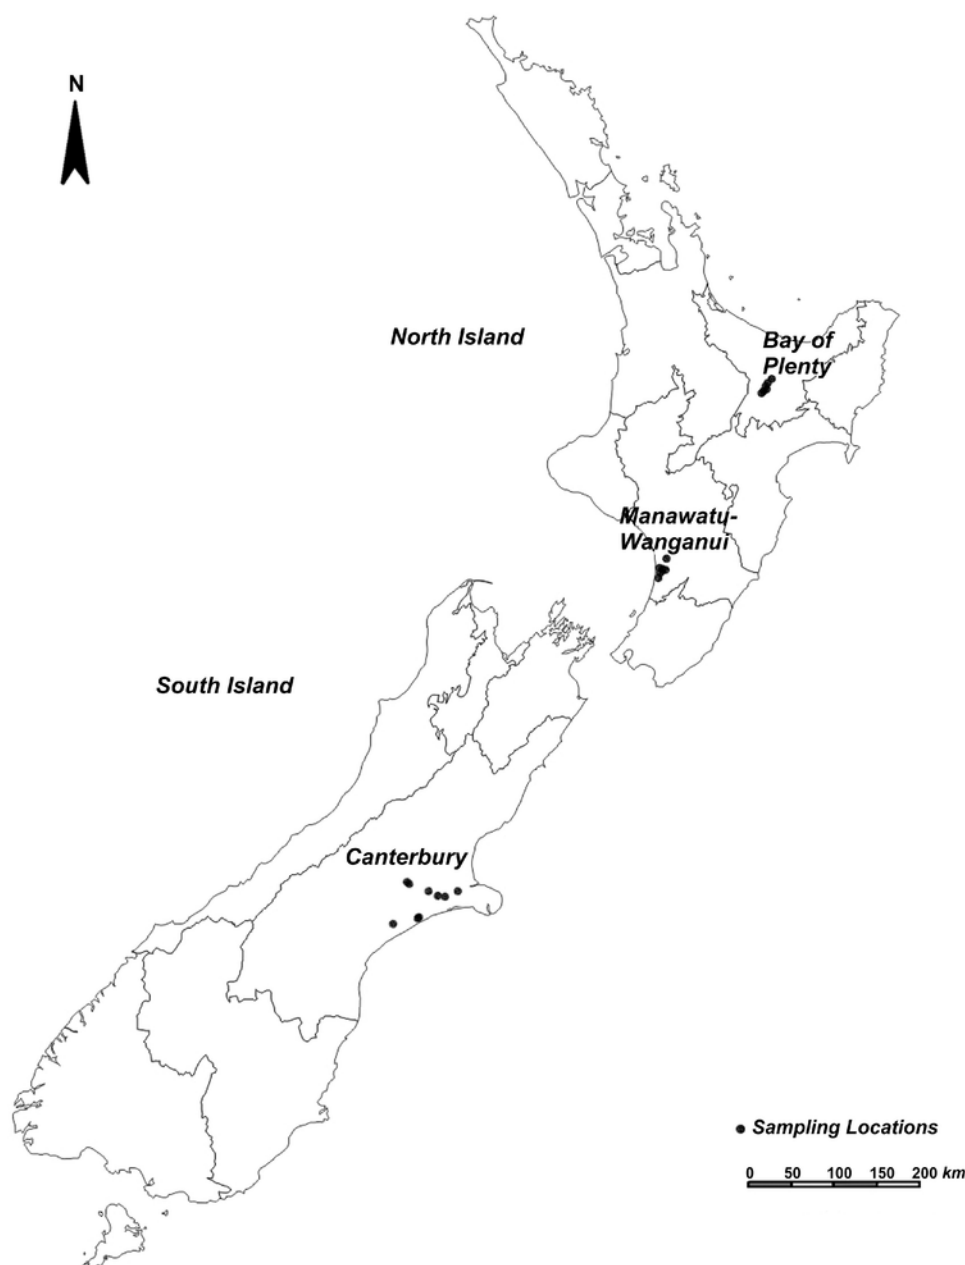 N
North Island
Bay of
Plenty
Manawatu-
Wanganui
South Island
Canterbury
Sampling Locations
0 50 100 150 200 km